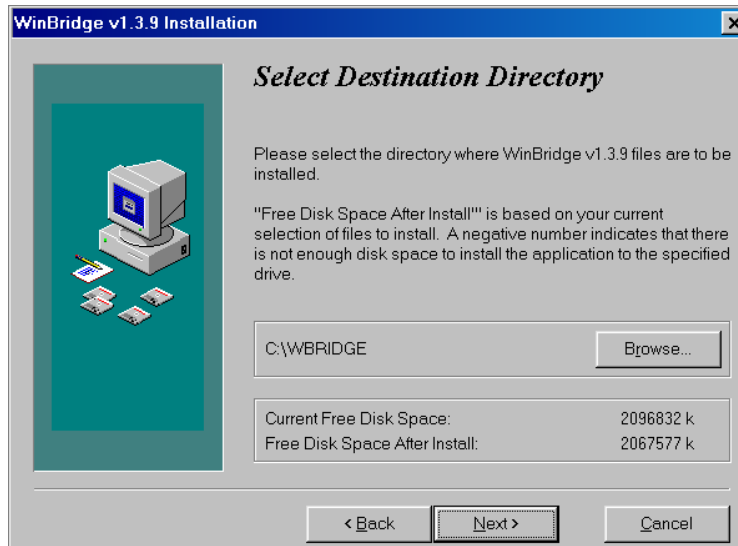 WinBridge v1.3.9 Installation
Select Destination Directory
Please select the directory where WinBridge v1.3.9 files are to be
installed.
"Free Disk Space After Install"" is based on your current
selection of files to install. A negative number indicates that there
is not enough disk space to install the application to the specified
drive.
C:\WBRIDGE
Browse...
Current Free Disk Space: 2096832 k
Free Disk Space After Install: 2067577 k
< Back
Next >
Cancel